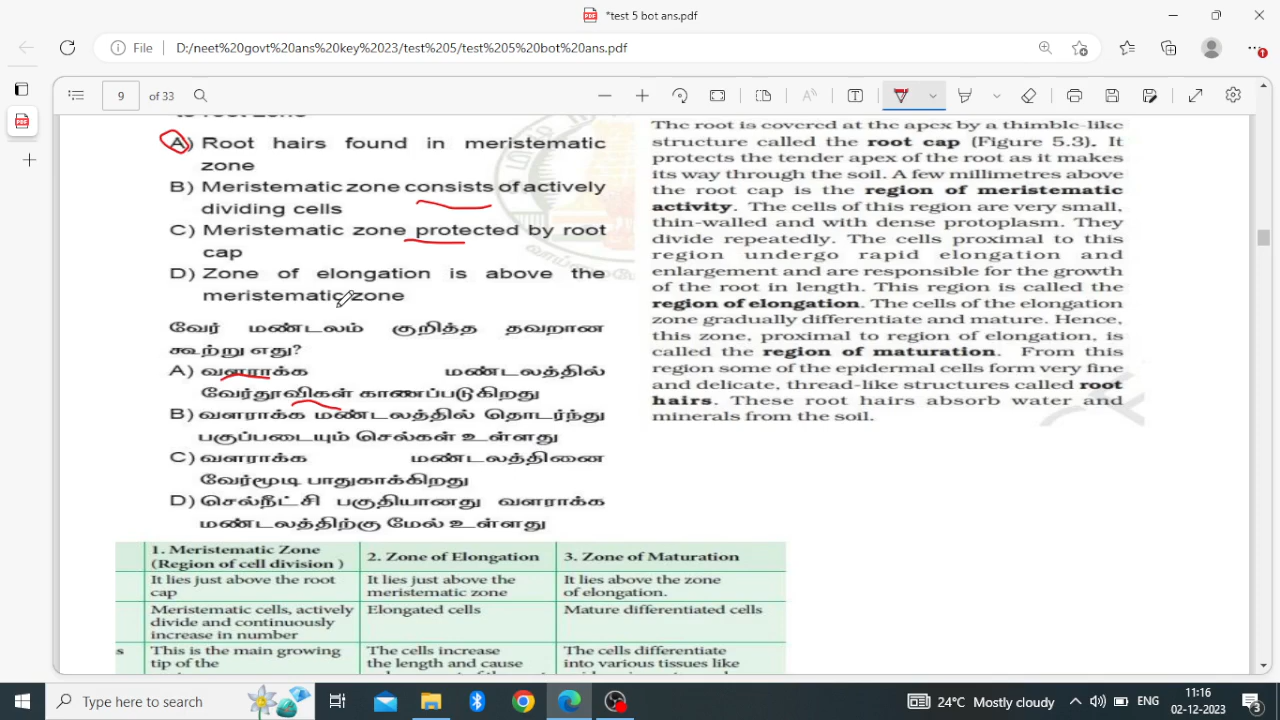 *test 5 bot ans.pdf
File
D:/neet%20govt%20ans%20key%202023/test%205/test%205%20bot%20ans.pdf
9 of 33
to root zone
A) Root hairs found in meristematic
zone
B) Meristematic zone consists of actively
dividing cells
C) Meristematic zone protected by root
cap
D) Zone of elongation is above the
meristematic zone
வேர் மண்டலம் குறித்த தவறான
கூற்று எது?
A) வளராக்க மண்டலத்தில்
வேர்தூவிகள் காணப்படுகிறது
B) வளராக்க மண்டலத்தில் தொடர்ந்து
பகுப்படையும் செல்கள் உள்ளது
C) வளராக்க மண்டலத்தினை
வேர்மூடி பாதுகாக்கிறது
D) செல்நீட்சி பகுதியானது வளராக்க
மண்டலத்திற்கு மேல் உள்ளது
The root is covered at the apex by a thimble-like
structure called the root cap (Figure 5.3). It
protects the tender apex of the root as it makes
its way through the soil. A few millimetres above
the root cap is the region of meristematic
activity. The cells of this region are very small,
thin-walled and with dense protoplasm. They
divide repeatedly. The cells proximal to this
region undergo rapid elongation and
enlargement and are responsible for the growth
of the root in length. This region is called the
region of elongation. The cells of the elongation
zone gradually differentiate and mature. Hence,
this zone, proximal to region of elongation, is
called the region of maturation. From this
region some of the epidermal cells form very fine
and delicate, thread-like structures called root
hairs. These root hairs absorb water and
minerals from the soil.
1. Meristematic Zone
(Region of cell division )
2. Zone of Elongation
3. Zone of Maturation
It lies just above the root
cap
It lies just above the
meristematic zone
It lies above the zone
of elongation.
Meristematic cells, actively
divide and continuously
increase in number
Elongated cells
Mature differentiated cells
s
This is the main growing
tip of the
The cells increase
the length and cause
The cells differentiate
into various tissues like
Type here to search
24°C Mostly cloudy
ENG
11:16
02-12-2023
3